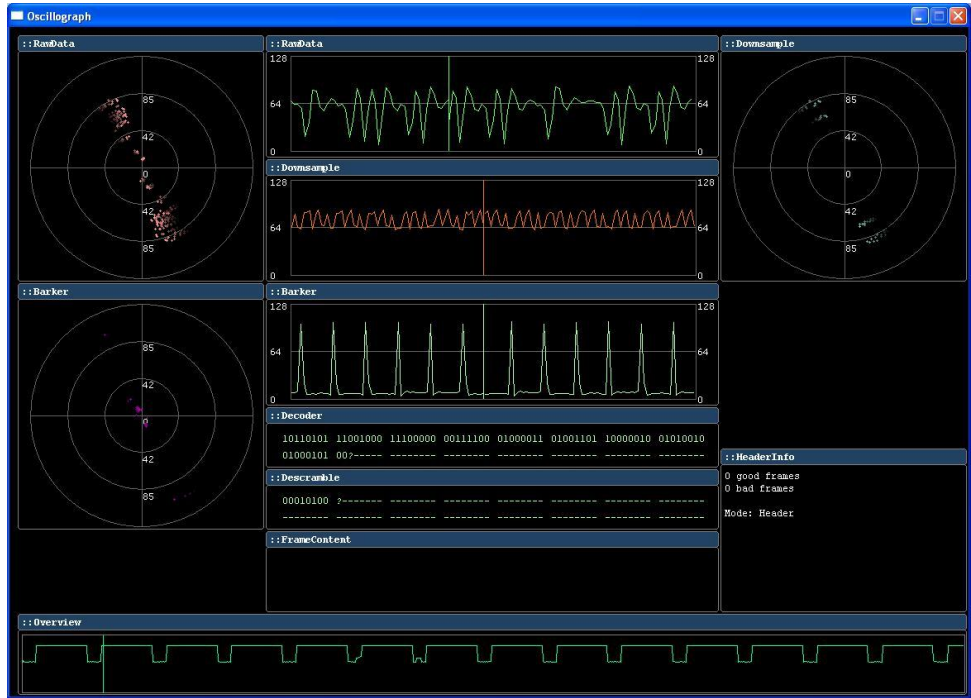 Oscillograph
::RawData
85
42
0
42
85
::RawData
128 128
64 64
0 0
::Downsample
85
42
0
42
85
::Downsample
128 128
64 64
0 0
::Barker
85
42
0
42
85
::Barker
128 128
64 64
0 0
::Decoder
10110101 11001000 11100000 00111100 01000011 01001101 10000010 01010010
01000101 00?----- -------- -------- -------- -------- -------- --------
::Descramble
00010100 ?------- -------- -------- -------- -------- -------- --------
-------- -------- -------- -------- -------- -------- -------- --------
::HeaderInfo
0 good frames
0 bad frames
Mode: Header
::FrameContent
::Overview